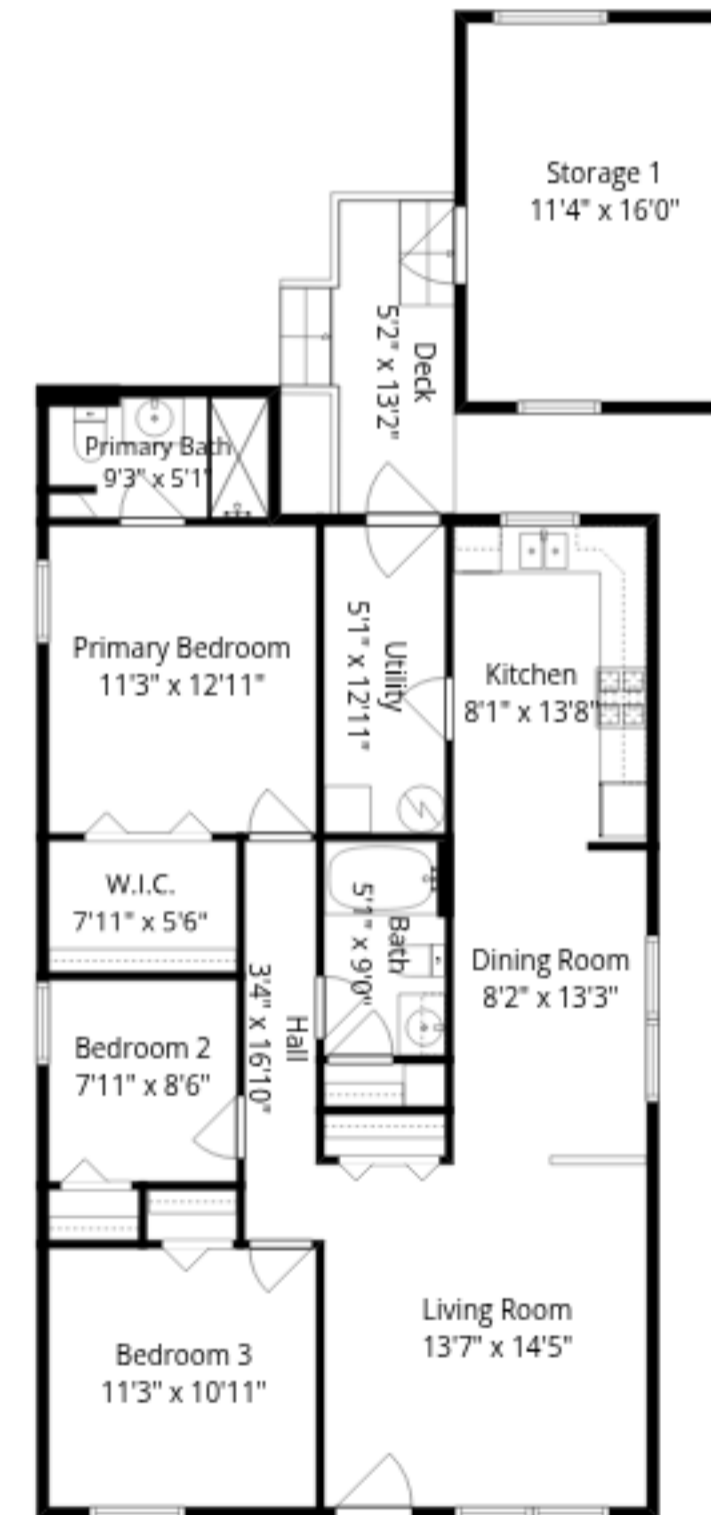 Storage 1
11'4" x 16'0"
Deck
5'2" x 13'2"
Primary Bath
9'3" x 5'1"
Primary Bedroom
11'3" x 12'11"
Utility
5'1" x 12'11"
Kitchen
8'1" x 13'8"
W.I.C.
7'11" x 5'6"
Bath
5'1" x 9'0"
Dining Room
8'2" x 13'3"
Hall
3'4" x 16'10"
Bedroom 2
7'11" x 8'6"
Living Room
13'7" x 14'5"
Bedroom 3
11'3" x 10'11"